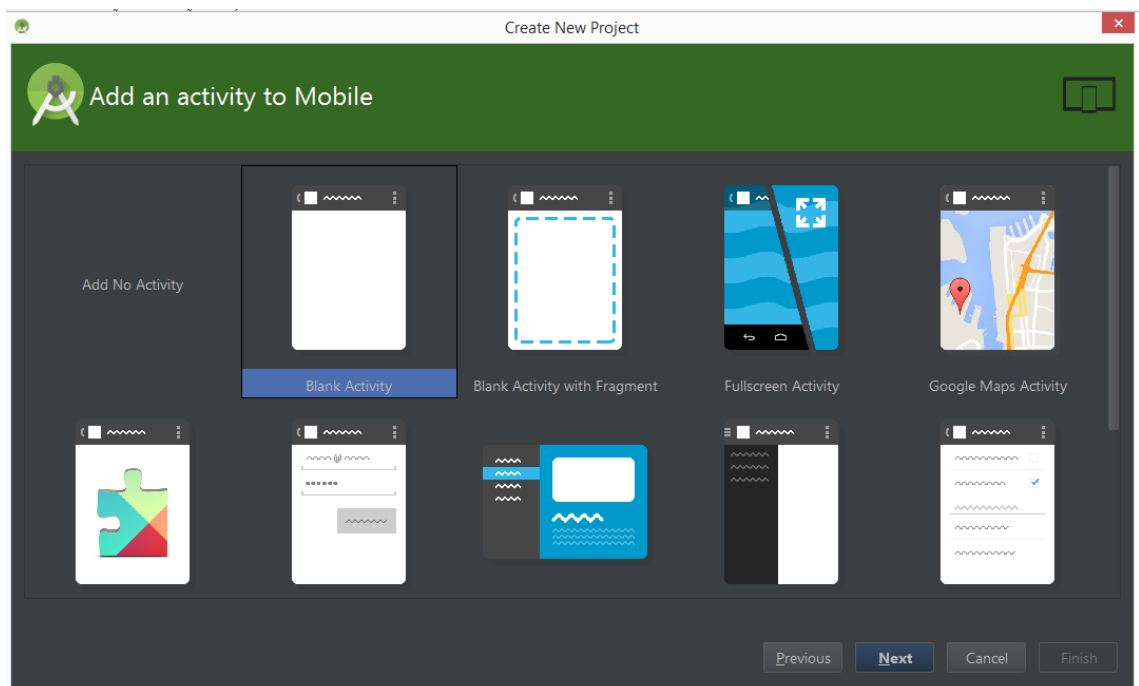 Create New Project
Add an activity to Mobile
Add No Activity
Blank Activity
Blank Activity with Fragment
Fullscreen Activity
Google Maps Activity
@
Previous
Next
Cancel
Finish